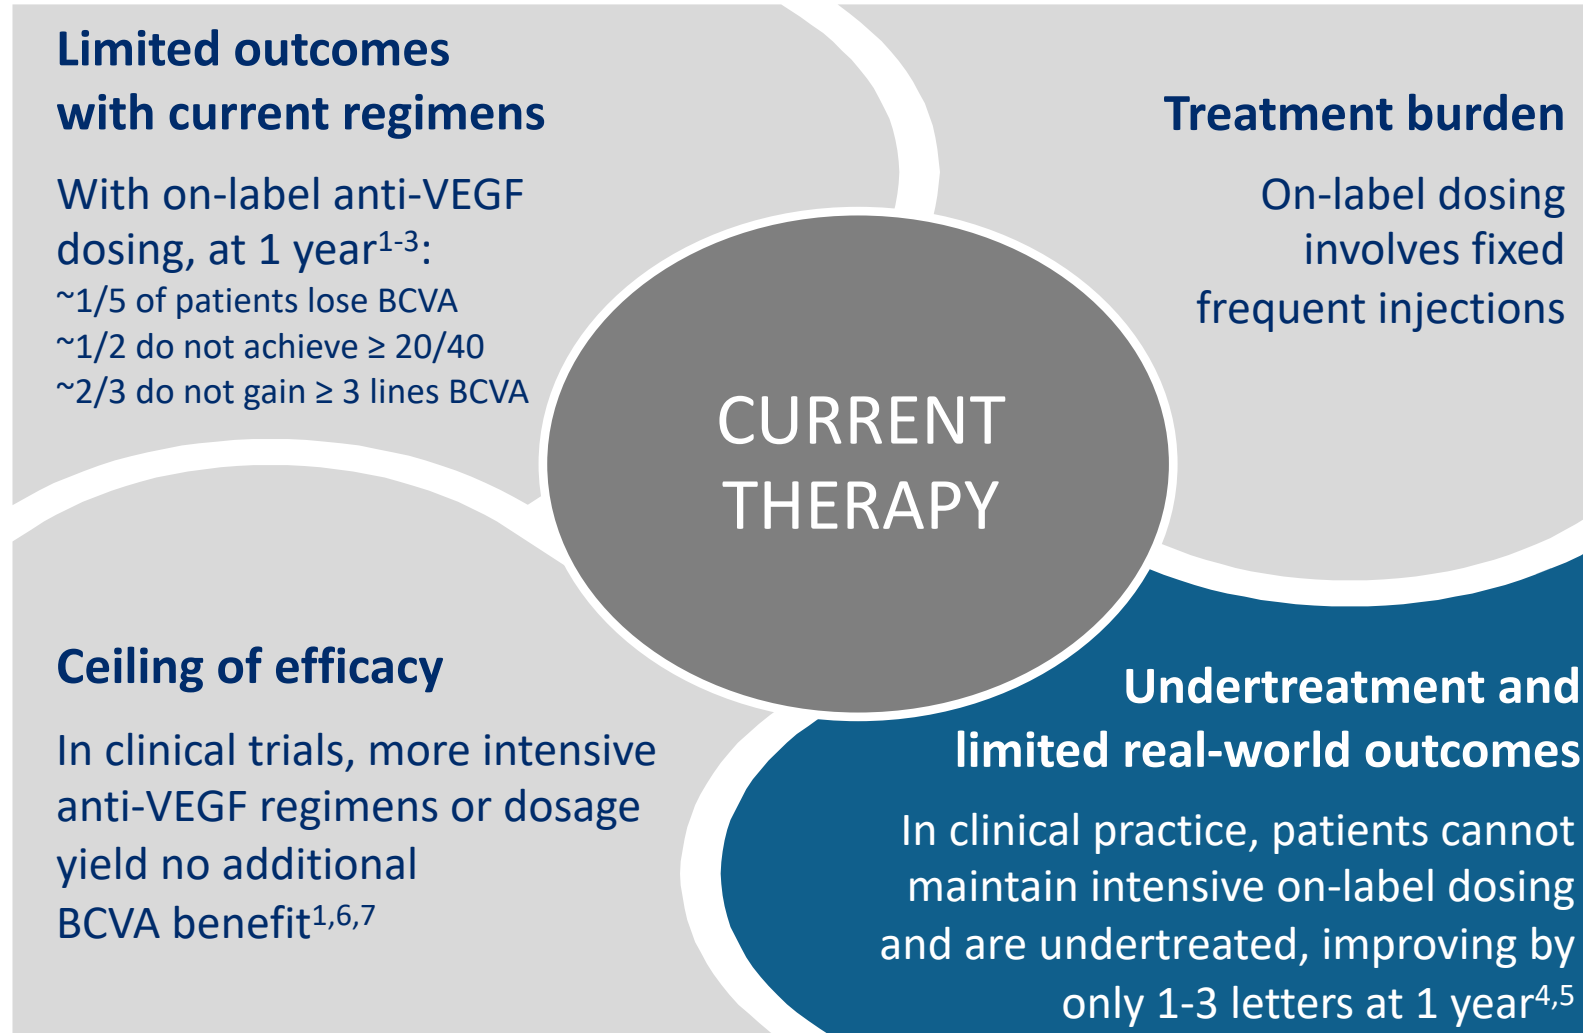 Limited outcomes
with current regimens
With on-label anti-VEGF
dosing, at 1 year¹⁻³:
~1/5 of patients lose BCVA
~1/2 do not achieve ≥ 20/40
~2/3 do not gain ≥ 3 lines BCVA
Treatment burden
On-label dosing
involves fixed
frequent injections
CURRENT
THERAPY
Ceiling of efficacy
In clinical trials, more intensive
anti-VEGF regimens or dosage
yield no additional
BCVA benefit¹,⁶,⁷
Undertreatment and
limited real-world outcomes
In clinical practice, patients cannot
maintain intensive on-label dosing
and are undertreated, improving by
only 1-3 letters at 1 year⁴,⁵